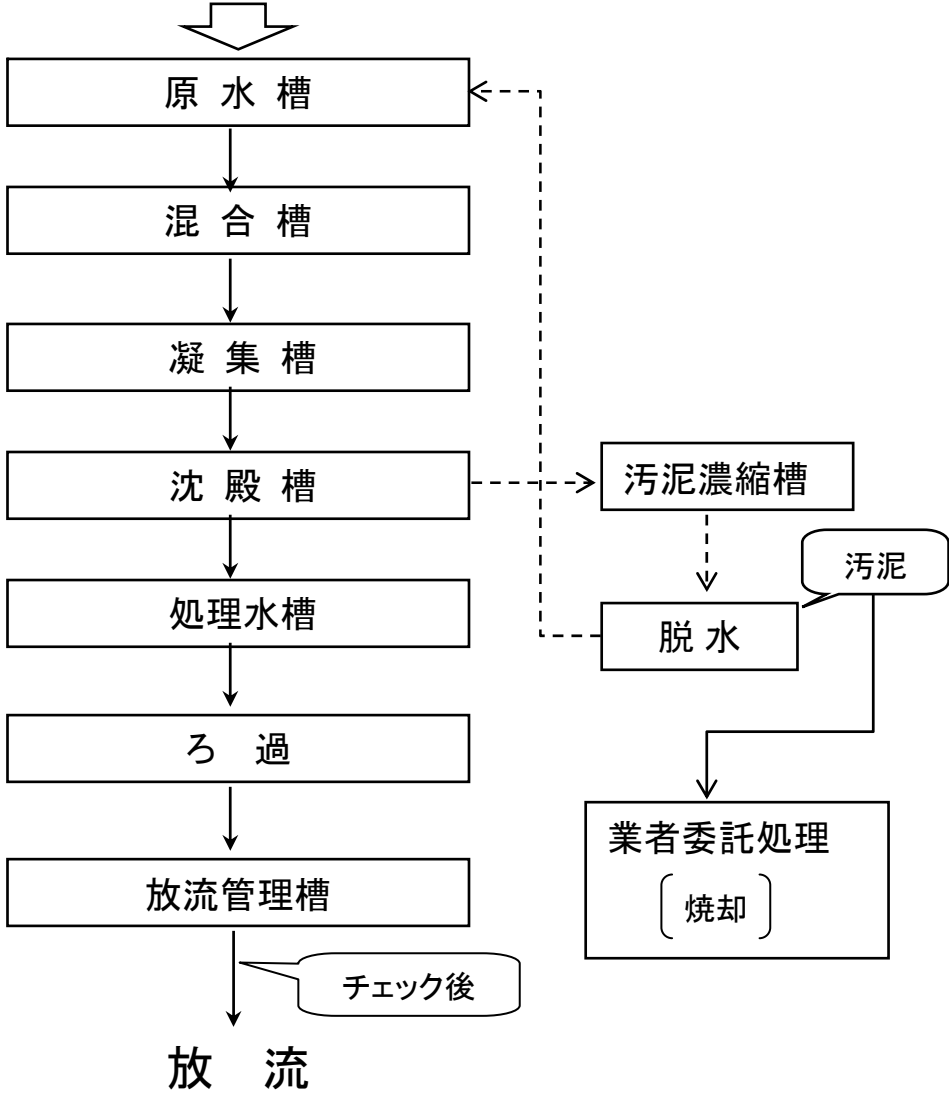 原 水 槽
混 合 槽
凝 集 槽
沈 殿 槽
汚泥濃縮槽
汚泥
処理水槽
脱 水
ろ 過
業者委託処理
焼却
放流管理槽
チェック後
放 流